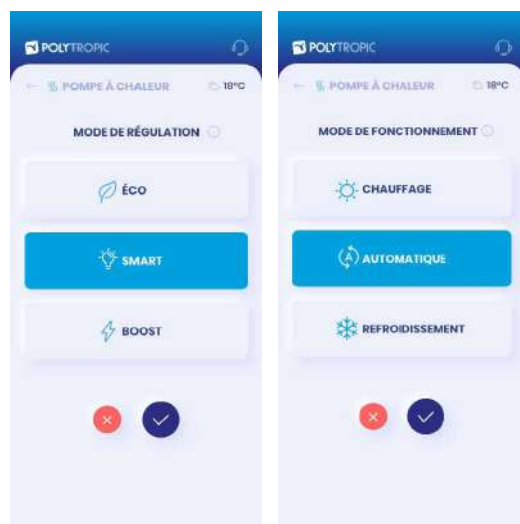 POLYTROPIC
POMPE À CHALEUR 18°C
MODE DE RÉGULATION
ÉCO
SMART
BOOST
POLYTROPIC
POMPE À CHALEUR 18°C
MODE DE FONCTIONNEMENT
CHAUFFAGE
A AUTOMATIQUE
REFROIDISSEMENT